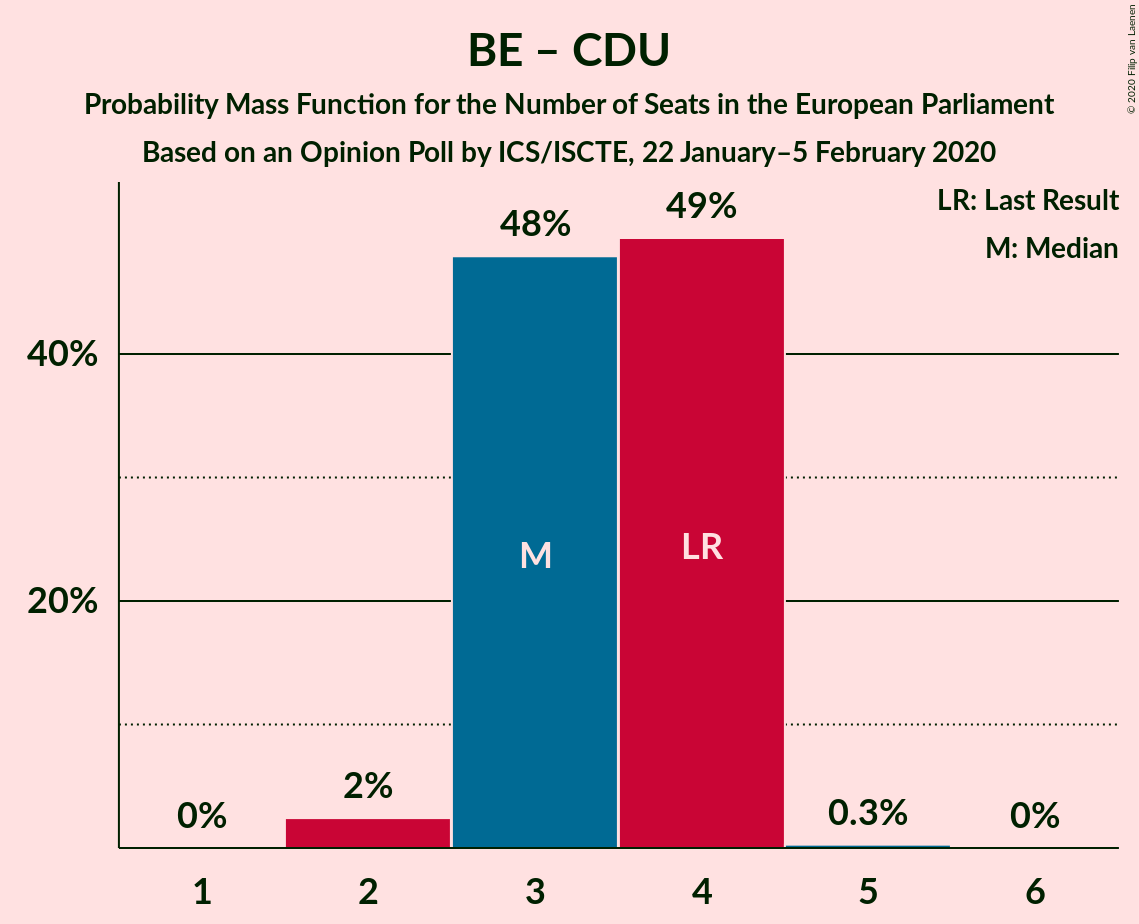 BE – CDU
Probability Mass Function for the Number of Seats in the European Parliament
Based on an Opinion Poll by ICS/ISCTE, 22 January–5 February 2020
© 2020 Filip van Laenen
LR: Last Result
M: Median
49%
48%
40%
M
LR
20%
2%
0%
0.3%
0%
1 2 3 4 5 6